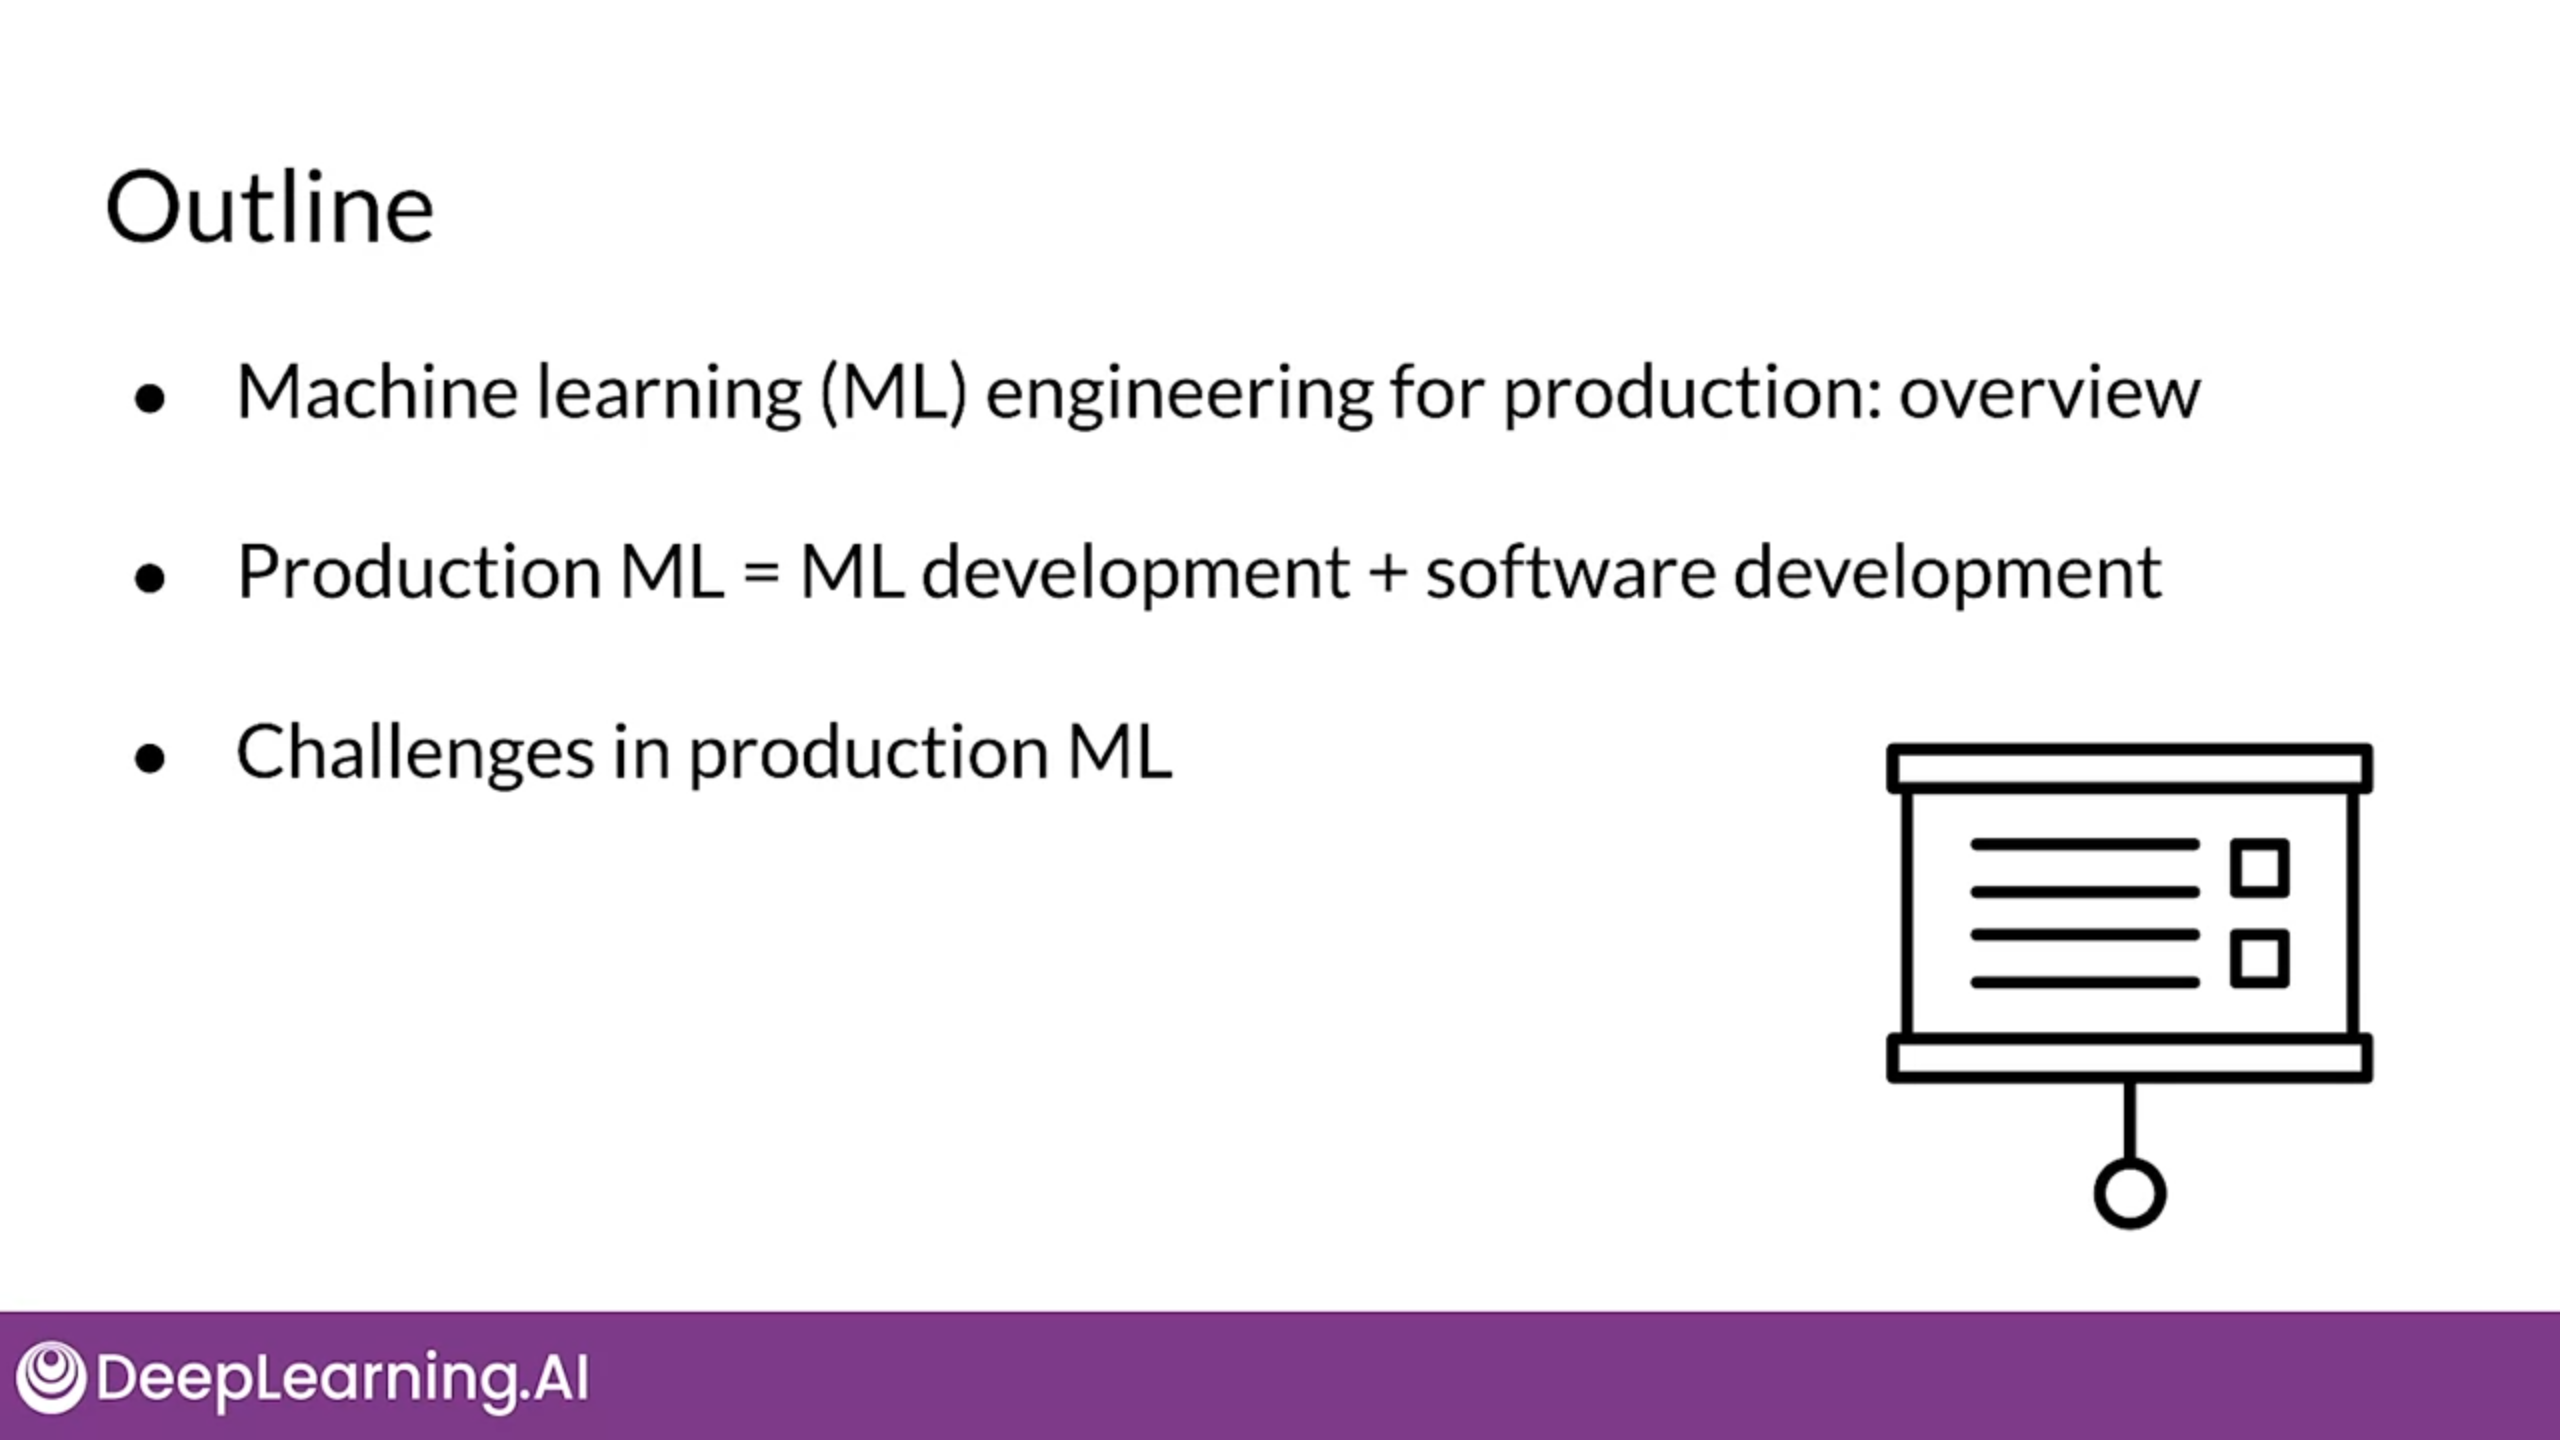 Outline
● Machine learning (ML) engineering for production: overview
● Production ML = ML development + software development
● Challenges in production ML
DeepLearning.AI